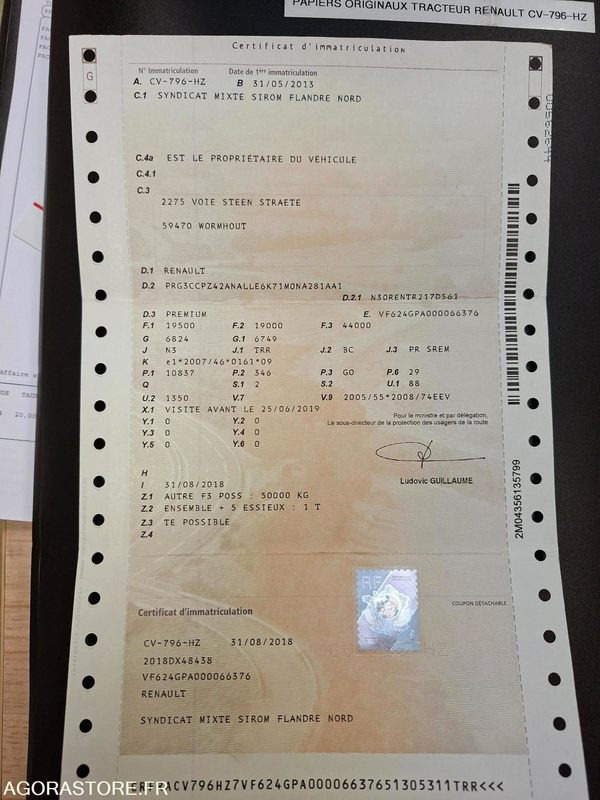 PAPIERS ORIGINAUX TRACTEUR RENAULT CV-796-HZ
Certificat d'immatriculation
G
N° Immatriculation Date de 1ère immatriculation
A. CV-796-HZ B 31/05/2013
C.1 SYNDICAT MIXTE SIROM FLANDRE NORD
C.4a EST LE PROPRIÉTAIRE DU VÉHICULE
C.4.1
C.3
2275 VOIE STEEN STRAETE
59470 WORMHOUT
D.1 RENAULT
D.2 PRG3CCPZ42ANALLE6K71M0NA281AA1
D.2.1 N30RENTR217D561
D.3 PREMIUM E. VF624GPA000066376
F.1 19500 F.2 19000 F.3 44000
G 6824 G.1 6749
J N3 J.1 TRR J.2 BC J.3 PR SREM
K e1*2007/46*0161*09
P.1 10837 P.2 346 P.3 GO P.6 29
Q S.1 2 S.2 U.1 88
U.2 1350 V.7 V.9 2005/55*2008/74EEV
X.1 VISITE AVANT LE 25/06/2019
Y.1 0 Y.2 0
Y.3 0 Y.4 0
Y.5 0 Y.6 0
Pour le ministre et par délégation,
Le sous-directeur de la protection des usagers de la route
Ludovic GUILLAUME
H
I 31/08/2018
Z.1 AUTRE F3 POSS : 50000 KG
Z.2 ENSEMBLE + 5 ESSIEUX : 1 T
Z.3 TE POSSIBLE
Z.4
2M04356135799
RF
COUPON DÉTACHABLE
Certificat d'immatriculation
CV-796-HZ 31/08/2018
2018DX48438
VF624GPA000066376
RENAULT
SYNDICAT MIXTE SIROM FLANDRE NORD
ACV796HZ7VF624GPA00006637651305311TRR<<<
AGORASTORE.FR